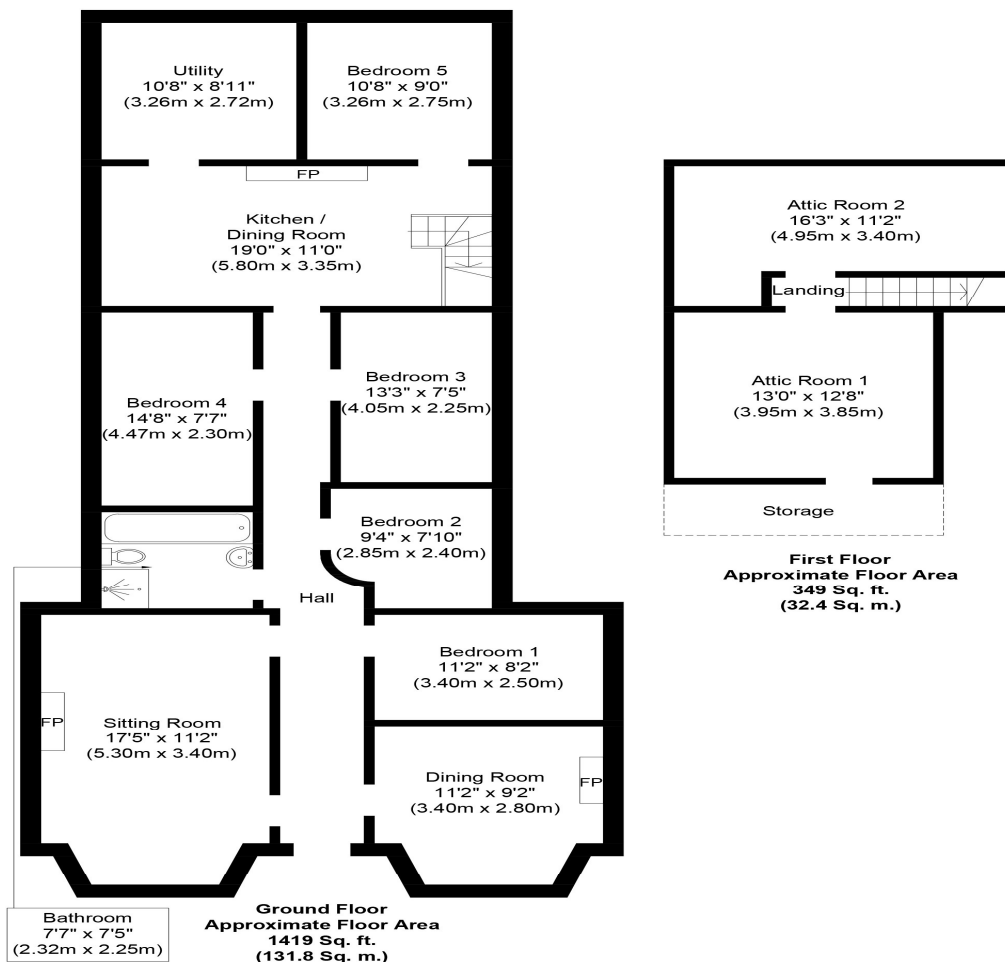 Utility
10'8" x 8'11"
(3.26m x 2.72m)
Bedroom 5
10'8" x 9'0"
(3.26m x 2.75m)
FP
Kitchen /
Dining Room
19'0" x 11'0"
(5.80m x 3.35m)
Bedroom 4
14'8" x 7'7"
(4.47m x 2.30m)
Bedroom 3
13'3" x 7'5"
(4.05m x 2.25m)
Bedroom 2
9'4" x 7'10"
(2.85m x 2.40m)
Hall
Bedroom 1
11'2" x 8'2"
(3.40m x 2.50m)
FP
Sitting Room
17'5" x 11'2"
(5.30m x 3.40m)
Dining Room
11'2" x 9'2"
(3.40m x 2.80m)
FP
Bathroom
7'7" x 7'5"
(2.32m x 2.25m)
Ground Floor
Approximate Floor Area
1419 Sq. ft.
(131.8 Sq. m.)
Attic Room 2
16'3" x 11'2"
(4.95m x 3.40m)
Landing
Attic Room 1
13'0" x 12'8"
(3.95m x 3.85m)
Storage
First Floor
Approximate Floor Area
349 Sq. ft.
(32.4 Sq. m.)